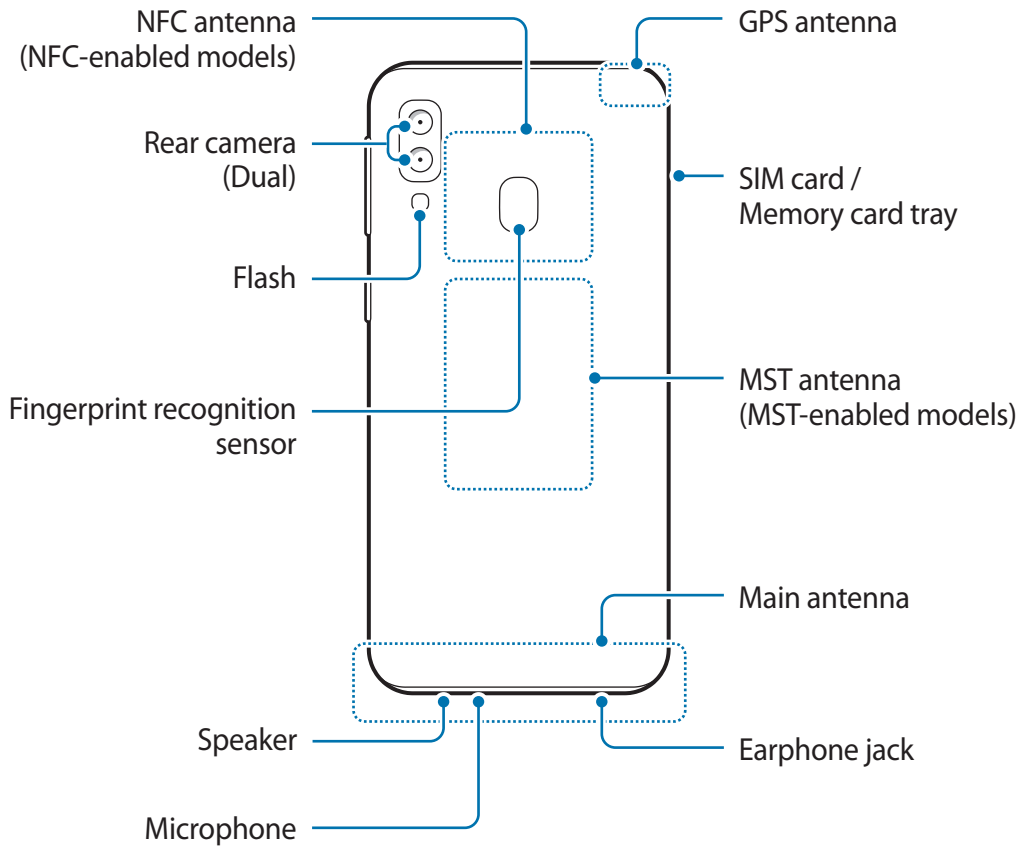 NFC antenna
(NFC-enabled models)
GPS antenna
Rear camera
(Dual)
SIM card /
Memory card tray
Flash
MST antenna
(MST-enabled models)
Fingerprint recognition
sensor
Main antenna
Speaker
Earphone jack
Microphone